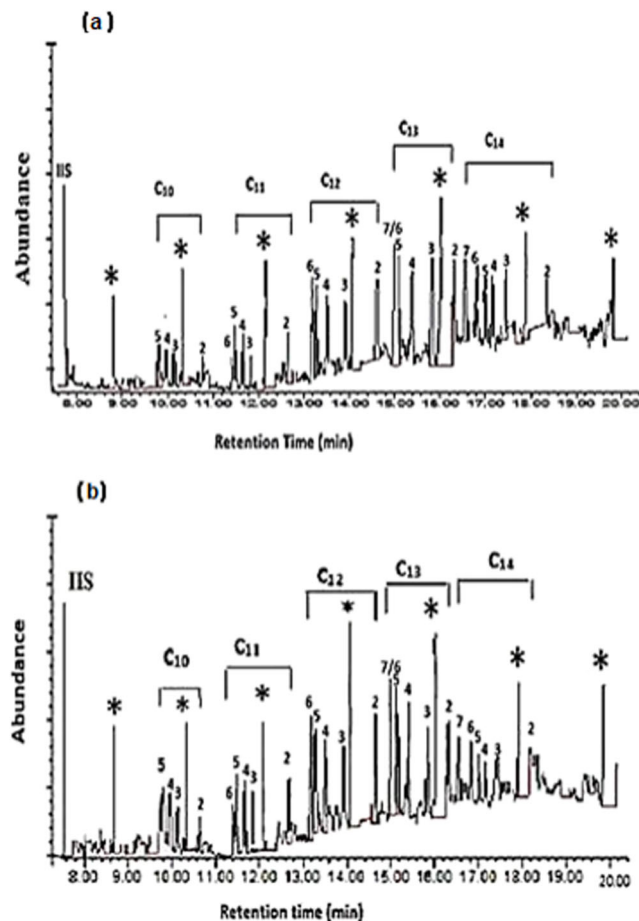 (a)
Abundance
IIS
*
C10
*
5 4 3 2
C11
*
6 5 4 3 2
C12
*
6 5 4 3 2
C13
*
7/6 5 4 3 2
C14
*
7 6 5 4 3 2
*
8.00 9.00 10.00 11.00 12.00 13.00 14.00 15.00 16.00 17.00 18.00 19.00 20.00
Retention Time (min)
(b)
Abundance
IIS
*
C10
*
5 4 3 2
C11
*
6 5 4 3 2
C12
*
6 5 4 3 2
C13
*
7/6 5 4 3 2
C14
*
7 6 5 4 3 2
*
8.00 9.00 10.00 11.00 12.00 13.00 14.00 15.00 16.00 17.00 18.00 19.00 20.00
Retention time (min)